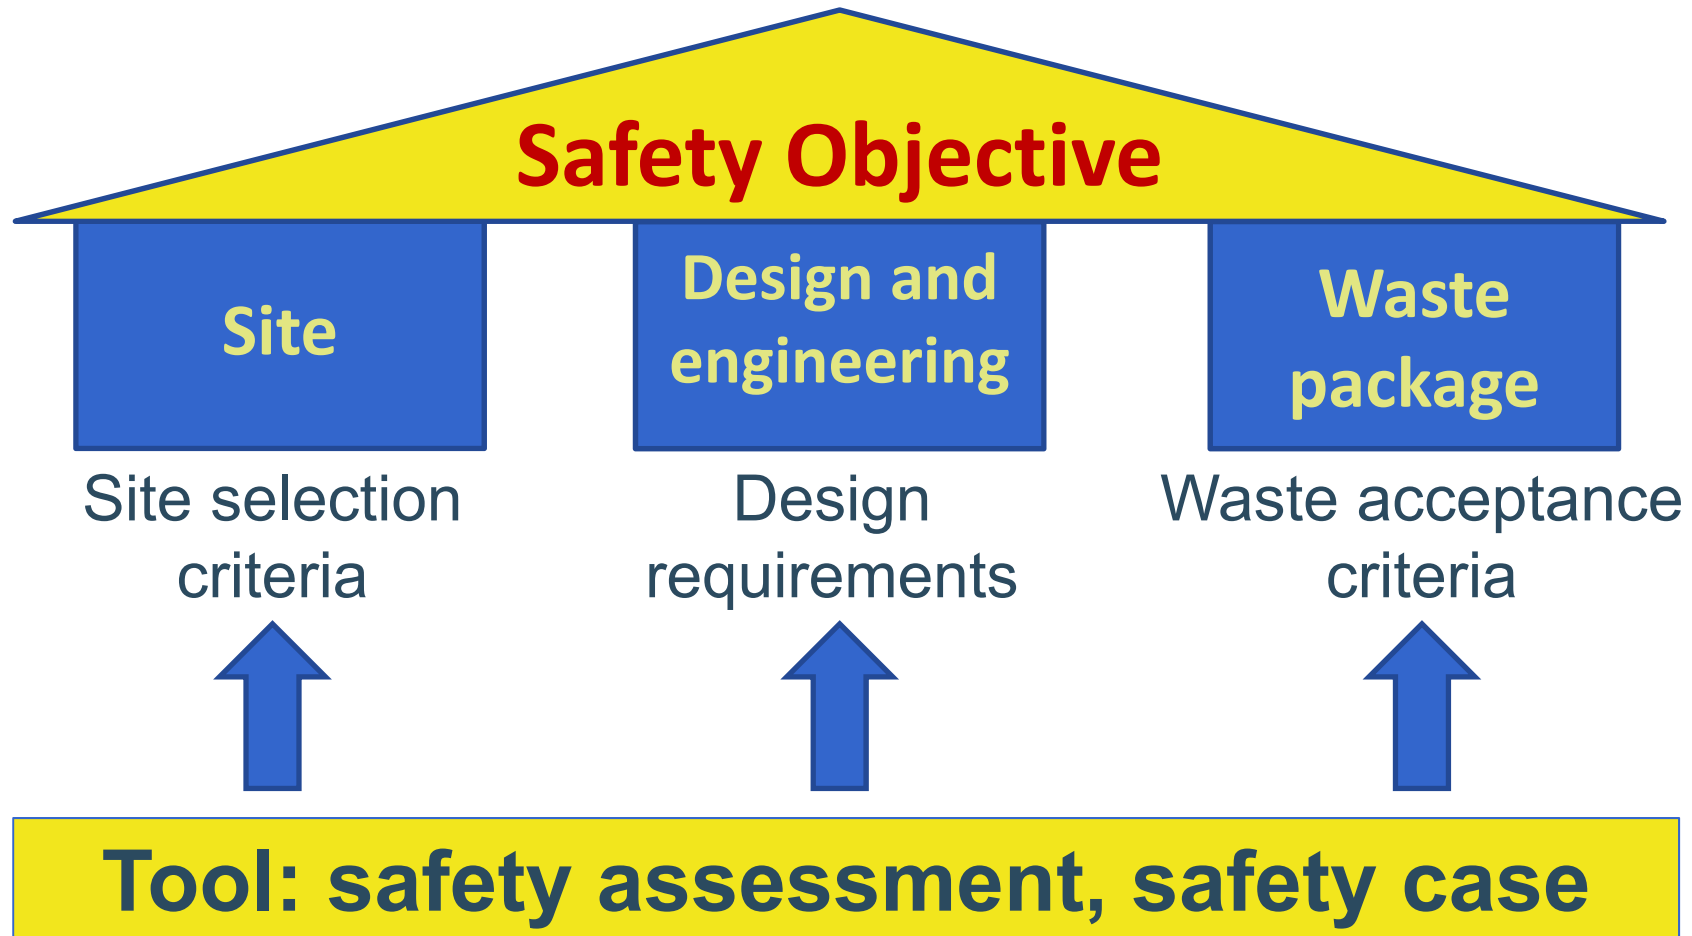 Safety Objective
Site
Design and
engineering
Waste
package
Site selection
criteria
Design
requirements
Waste acceptance
criteria
Tool: safety assessment, safety case